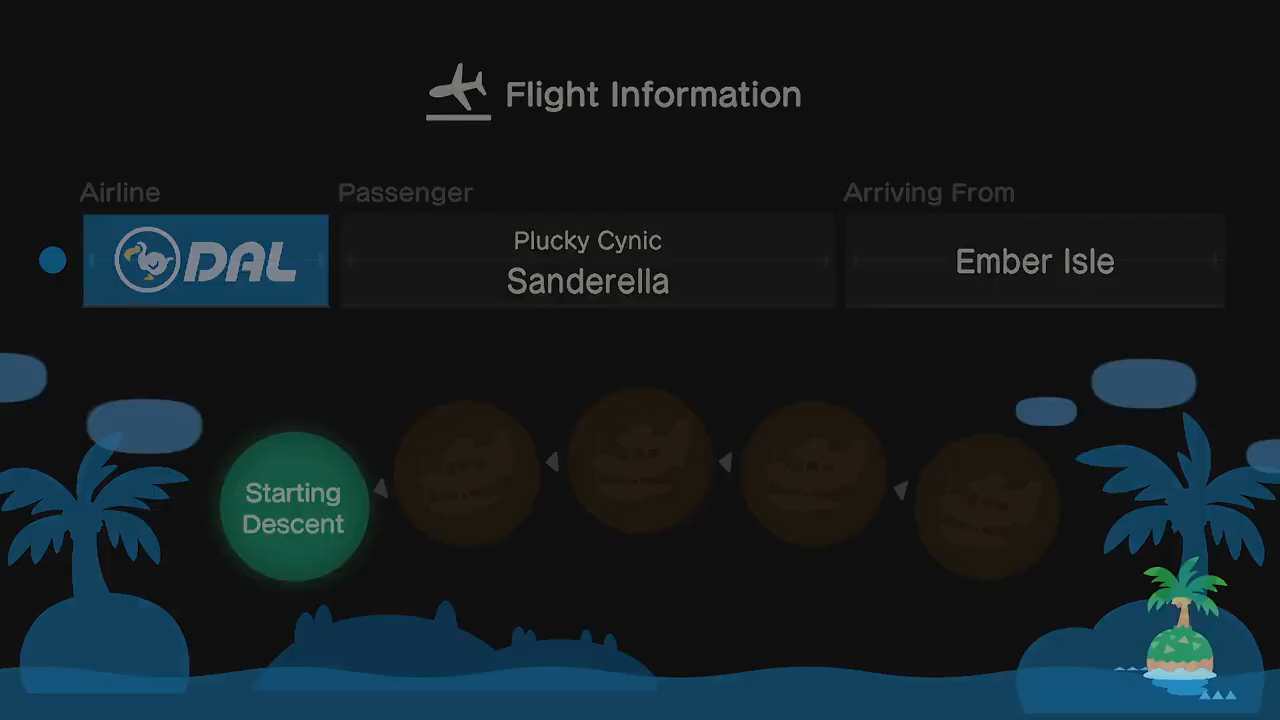 Flight Information
Airline
Passenger
Arriving From
DAL
Plucky Cynic
Sanderella
Ember Isle
Starting
Descent